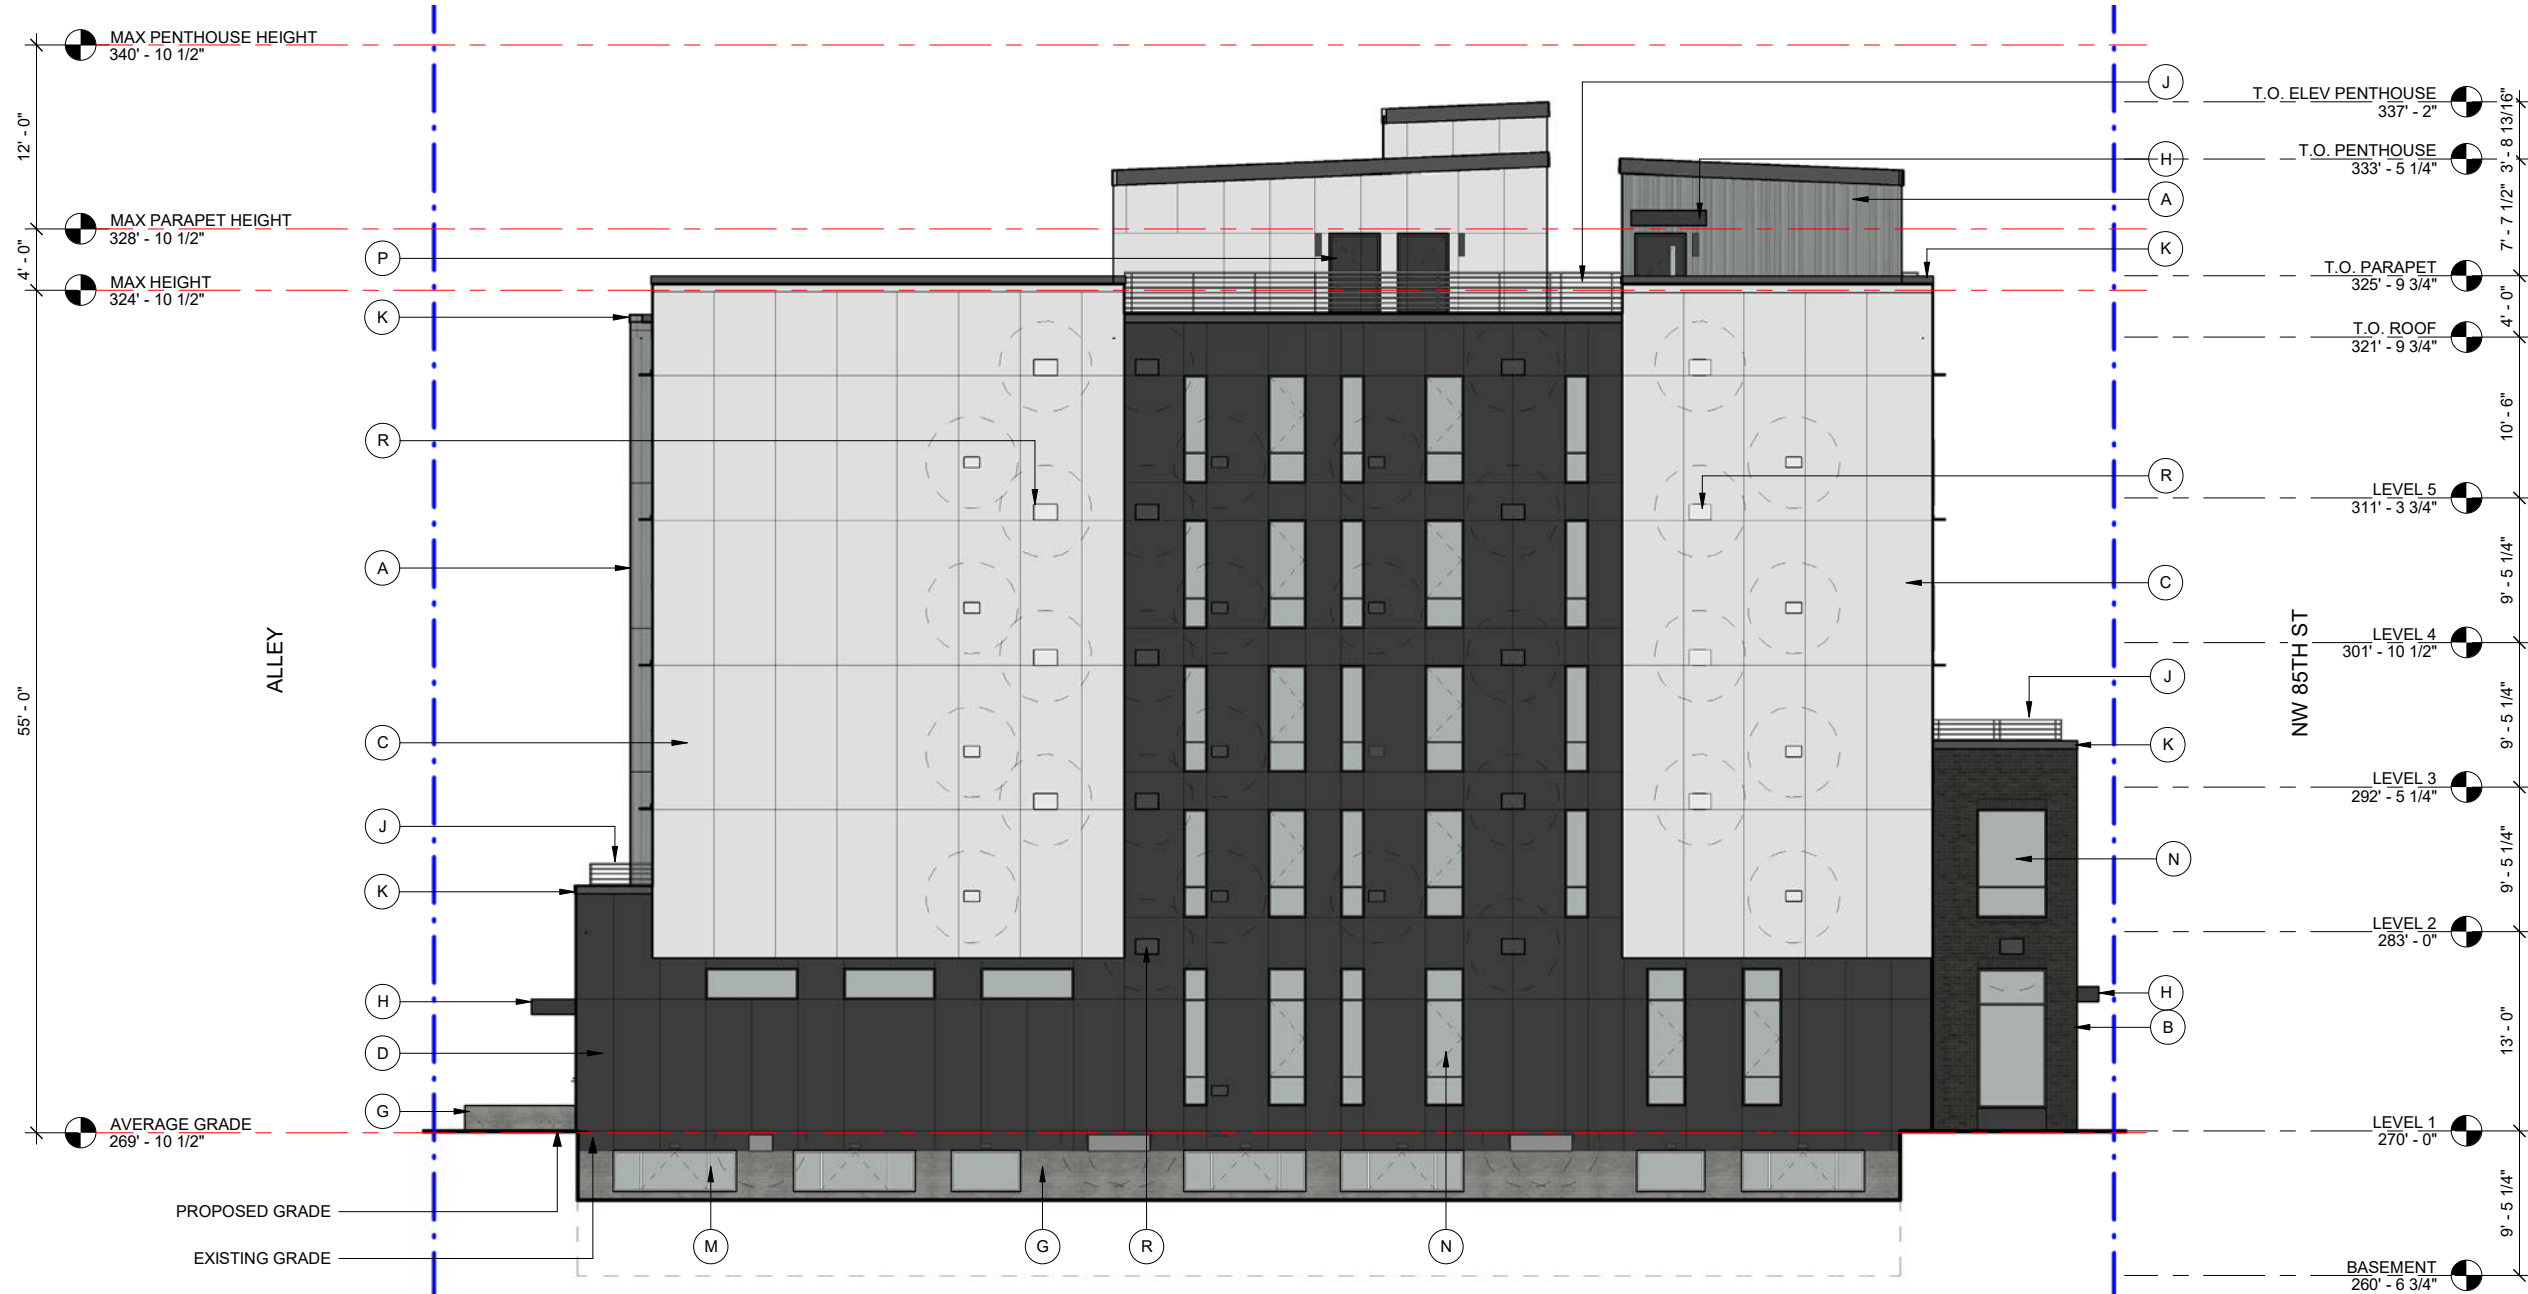 MAX PENTHOUSE HEIGHT
340' - 10 1/2"
12' - 0"
MAX PARAPET HEIGHT
328' - 10 1/2"
4' - 0"
MAX HEIGHT
324' - 10 1/2"
55' - 0"
AVERAGE GRADE
269' - 10 1/2"
PROPOSED GRADE
EXISTING GRADE
ALLEY
P
K
R
A
C
J
K
H
D
G
M
G
R
N
J
H
A
K
R
C
J
K
N
H
B
NW 85TH ST
T.O. ELEV PENTHOUSE
337' - 2"
3' - 8 13/16"
T.O. PENTHOUSE
333' - 5 1/4"
7' - 7 1/2"
T.O. PARAPET
325' - 9 3/4"
4' - 0"
T.O. ROOF
321' - 9 3/4"
10' - 6"
LEVEL 5
311' - 3 3/4"
9' - 5 1/4"
LEVEL 4
301' - 10 1/2"
9' - 5 1/4"
LEVEL 3
292' - 5 1/4"
9' - 5 1/4"
LEVEL 2
283' - 0"
13' - 0"
LEVEL 1
270' - 0"
9' - 5 1/4"
BASEMENT
260' - 6 3/4"